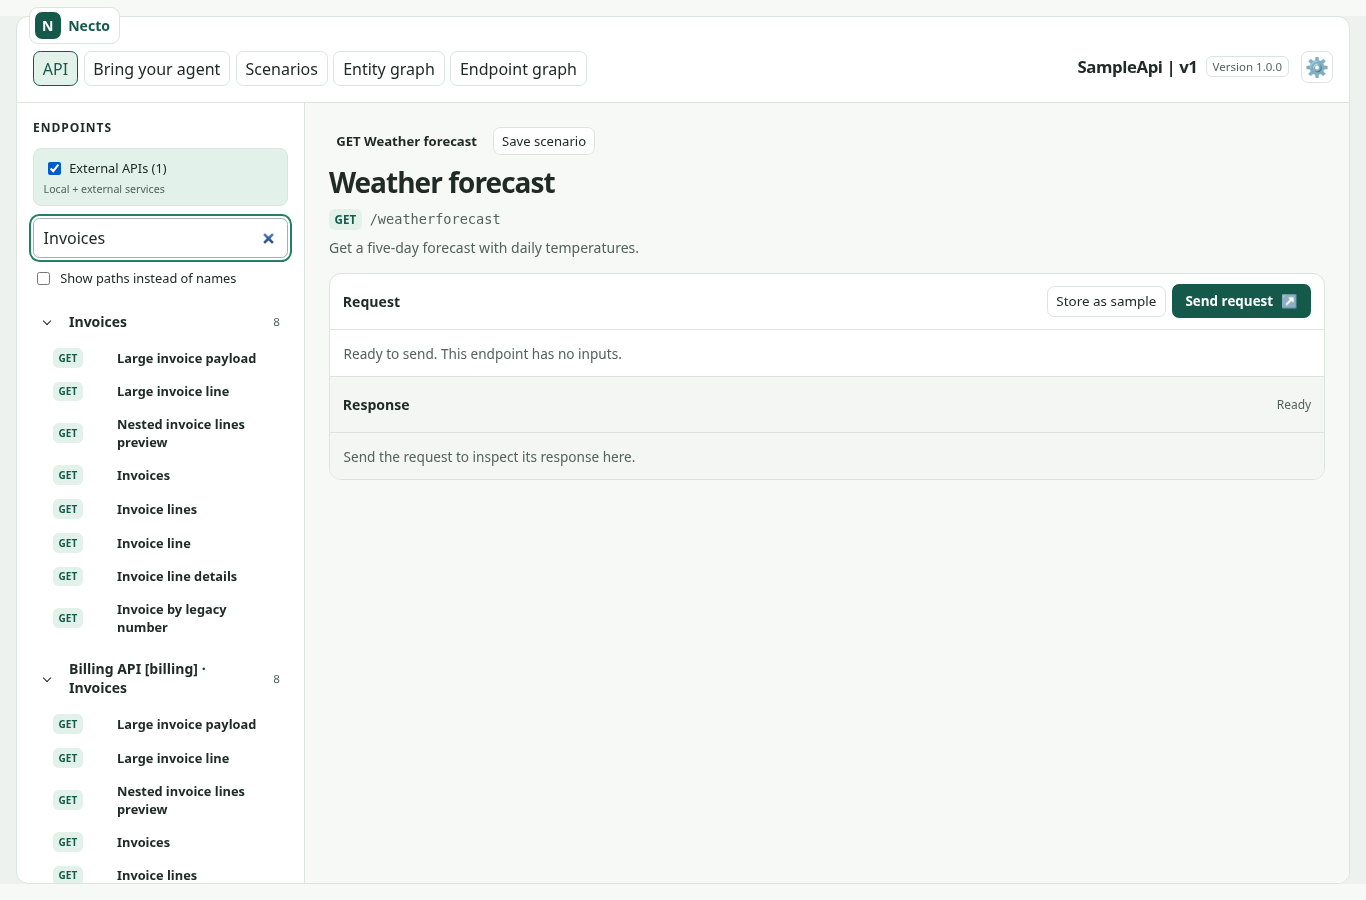 N Necto
API
Bring your agent
Scenarios
Entity graph
Endpoint graph
SampleApi | v1
Version 1.0.0
ENDPOINTS
External APIs (1)
Local + external services
Invoices
Show paths instead of names
Invoices 8
GET Large invoice payload
GET Large invoice line
GET Nested invoice lines
preview
GET Invoices
GET Invoice lines
GET Invoice line
GET Invoice line details
GET Invoice by legacy
number
Billing API [billing] ·
Invoices 8
GET Large invoice payload
GET Large invoice line
GET Nested invoice lines
preview
GET Invoices
GET Invoice lines
GET Weather forecast
Save scenario
Weather forecast
GET /weatherforecast
Get a five-day forecast with daily temperatures.
Request
Store as sample
Send request
Ready to send. This endpoint has no inputs.
Response
Ready
Send the request to inspect its response here.